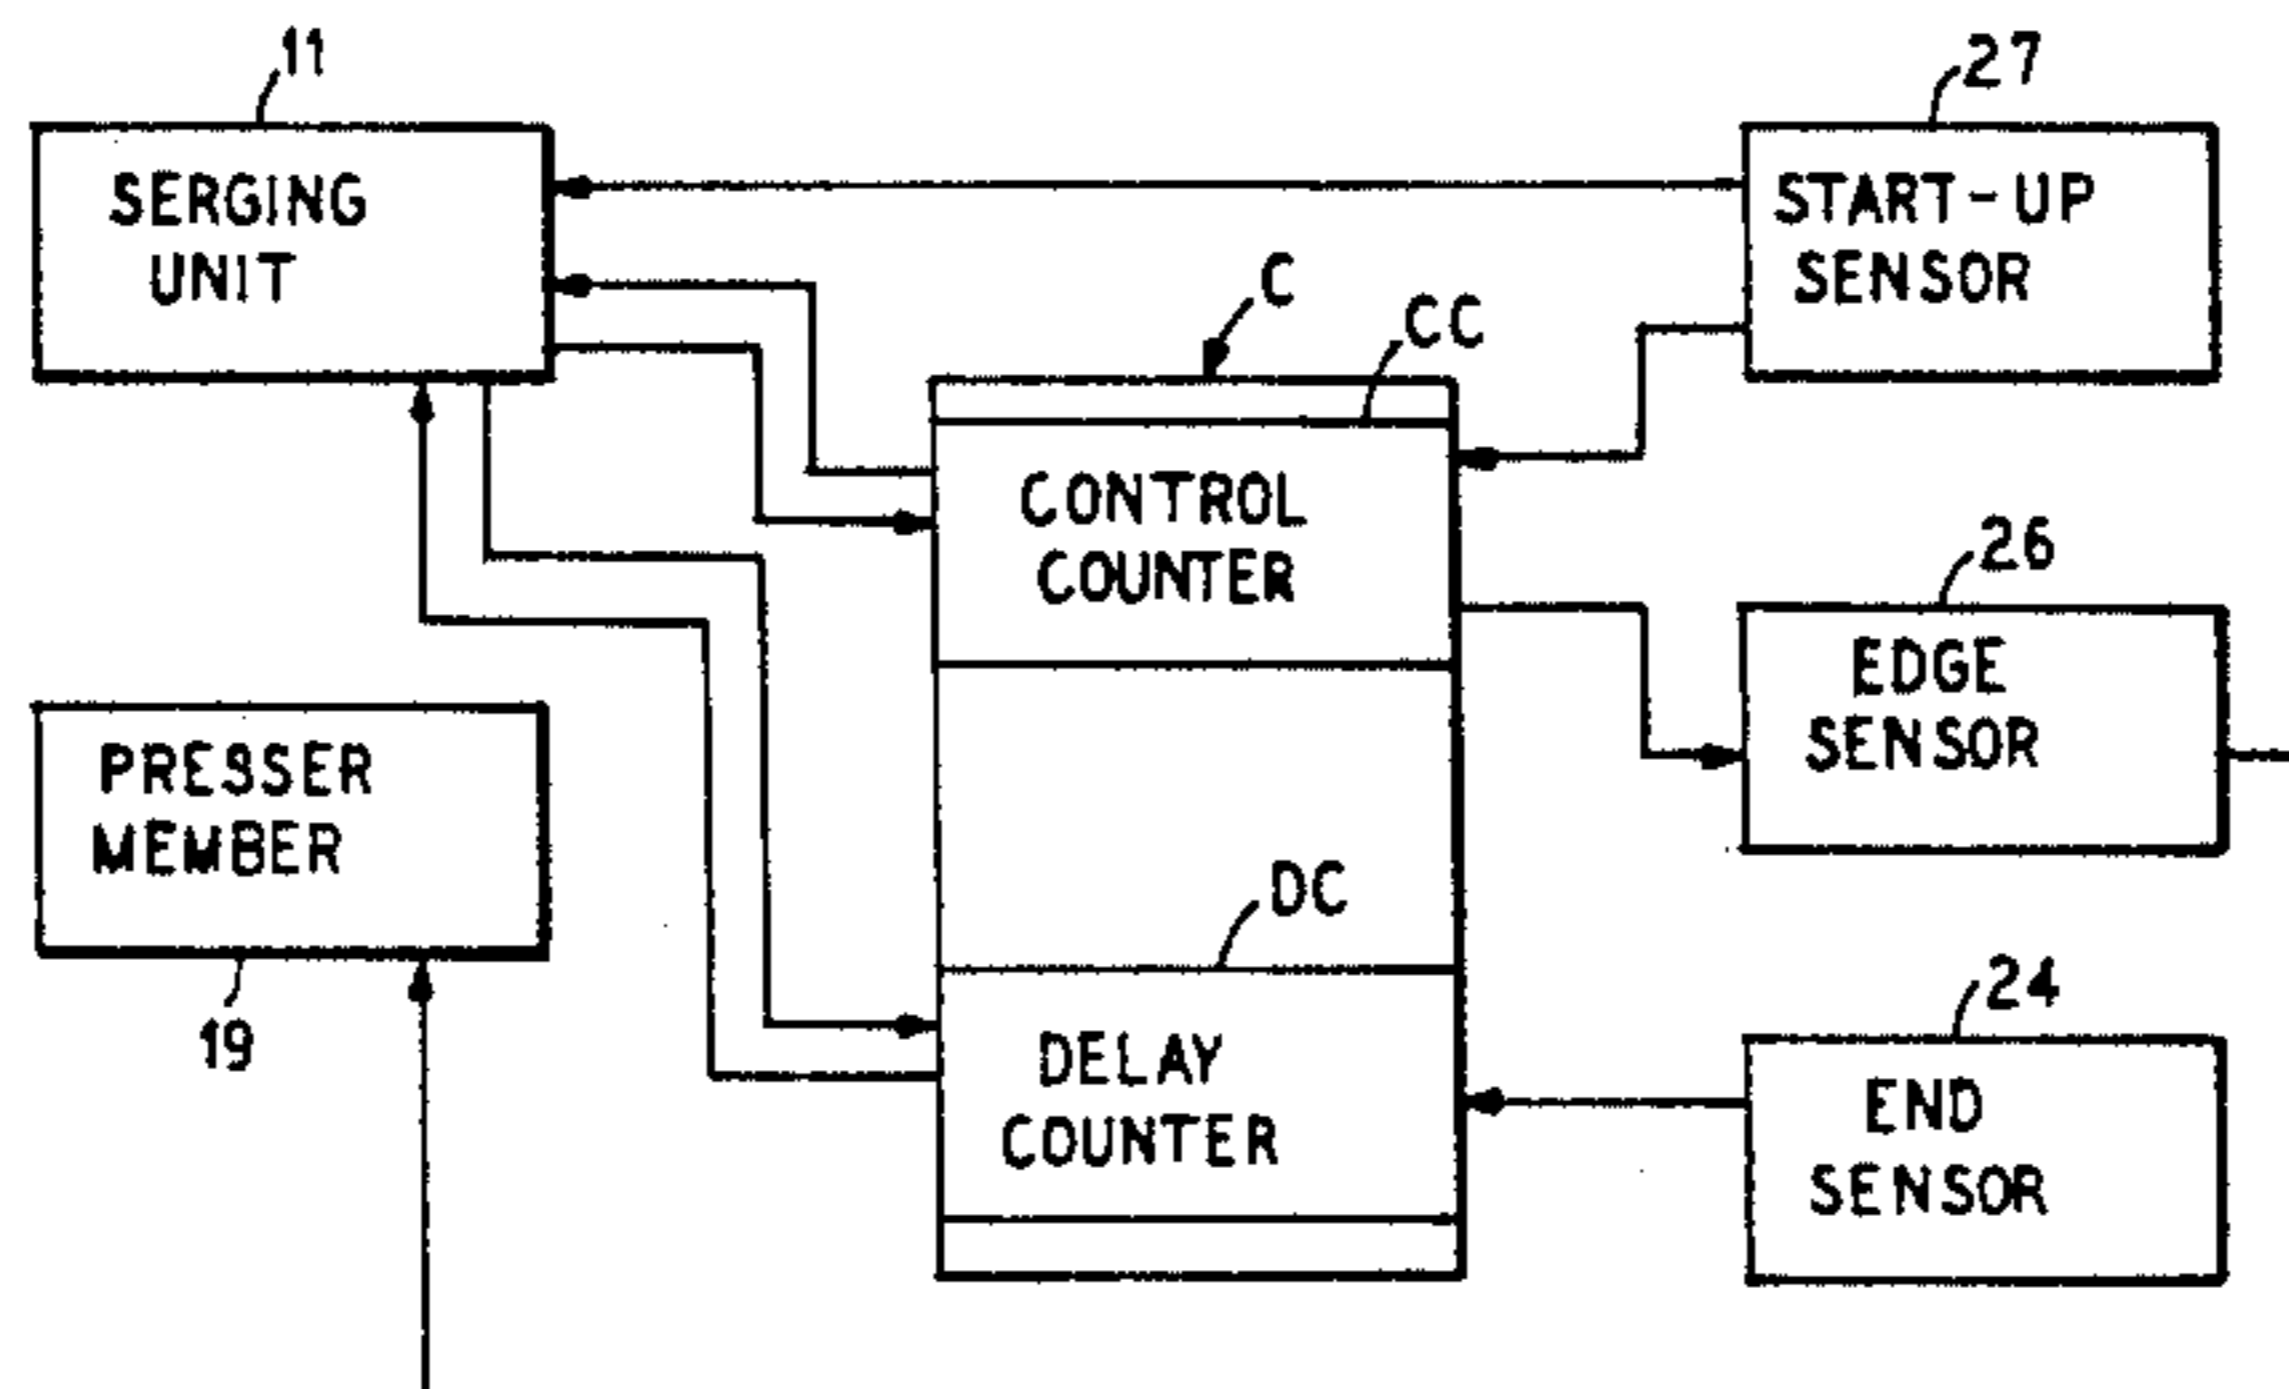 11
27
SERGING
UNIT
START-UP
SENSOR
C
CC
CONTROL
COUNTER
26
EDGE
SENSOR
PRESSER
MEMBER
19
DC
24
DELAY
COUNTER
END
SENSOR